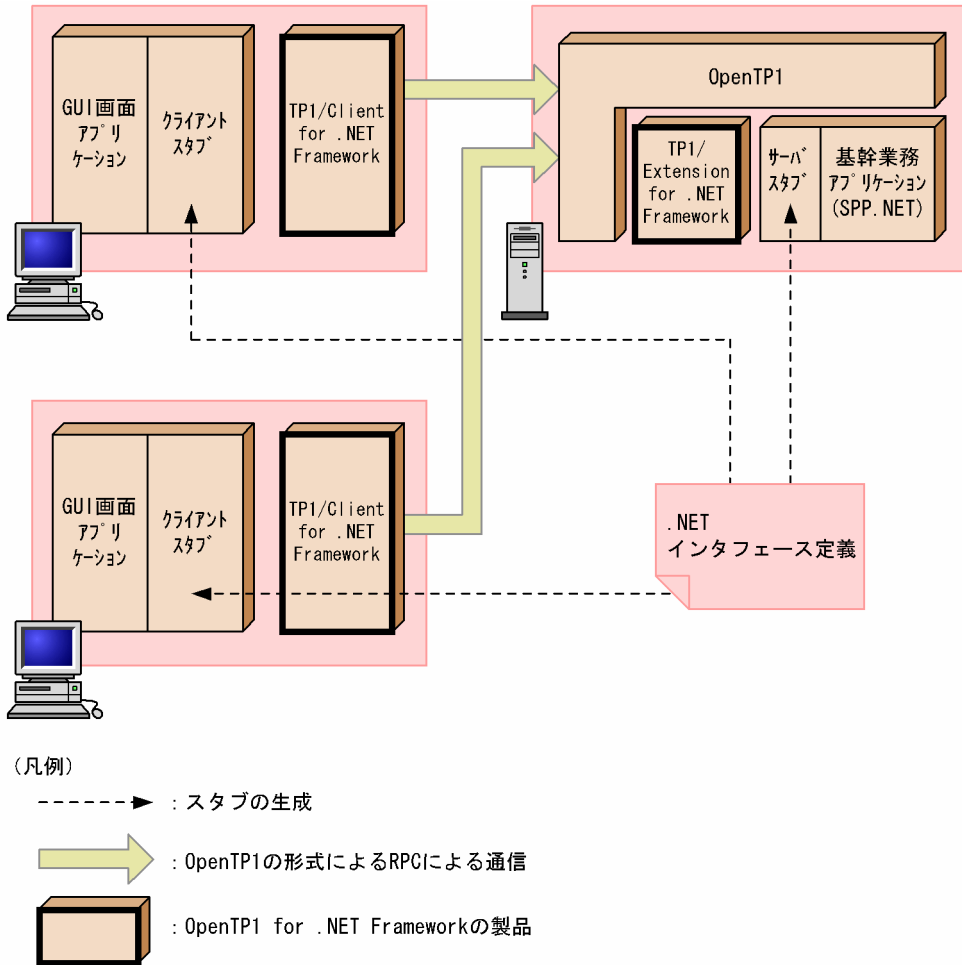 GUI画面
アプリ
ケーション
クライアント
スタブ
TP1/Client
for .NET
Framework
OpenTP1
TP1/
Extension
for .NET
Framework
サーバ
スタブ
基幹業務
アプリケーション
(SPP.NET)
GUI画面
アプリ
ケーション
クライアント
スタブ
TP1/Client
for .NET
Framework
.NET
インタフェース定義
(凡例)
:スタブの生成
:OpenTP1の形式によるRPCによる通信
:OpenTP1 for .NET Frameworkの製品